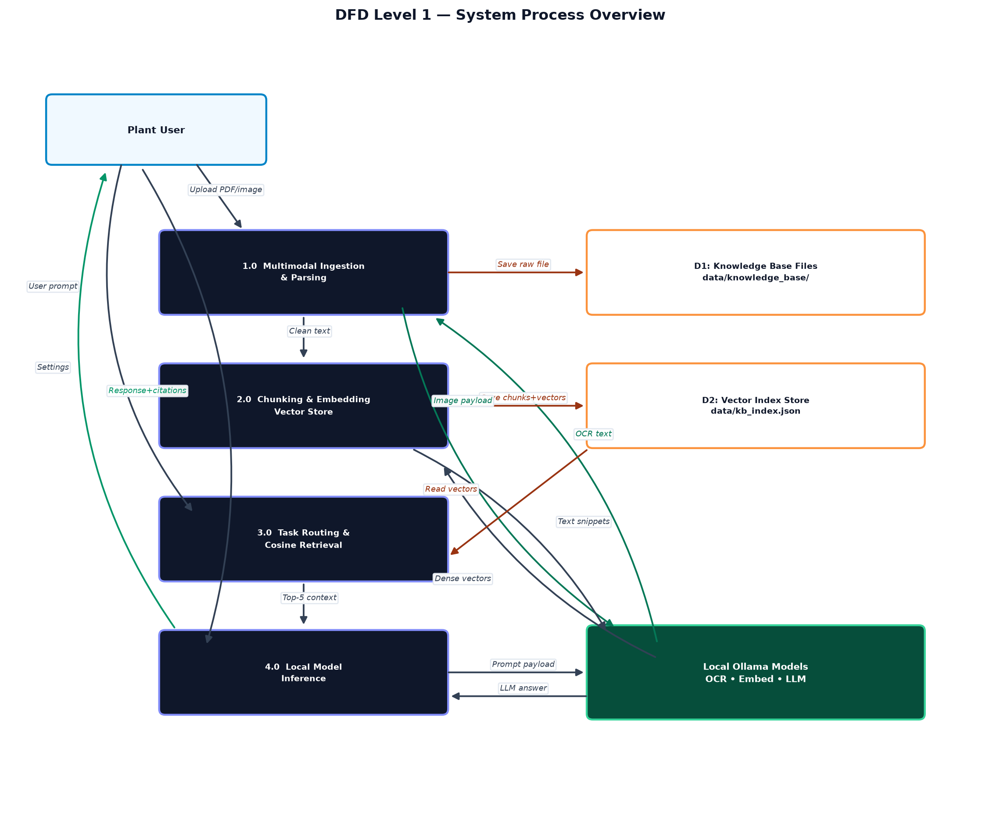 DFD Level 1 — System Process Overview
Plant User
Upload PDF/image
1.0 Multimodal Ingestion
& Parsing
Save raw file
D1: Knowledge Base Files
data/knowledge_base/
User prompt
Clean text
Settings
Response+citations
2.0 Chunking & Embedding
Vector Store
Image payload
chunks+vectors
D2: Vector Index Store
data/kb_index.json
OCR text
Read vectors
Text snippets
3.0 Task Routing &
Cosine Retrieval
Dense vectors
Top-5 context
4.0 Local Model
Inference
Prompt payload
LLM answer
Local Ollama Models
OCR • Embed • LLM